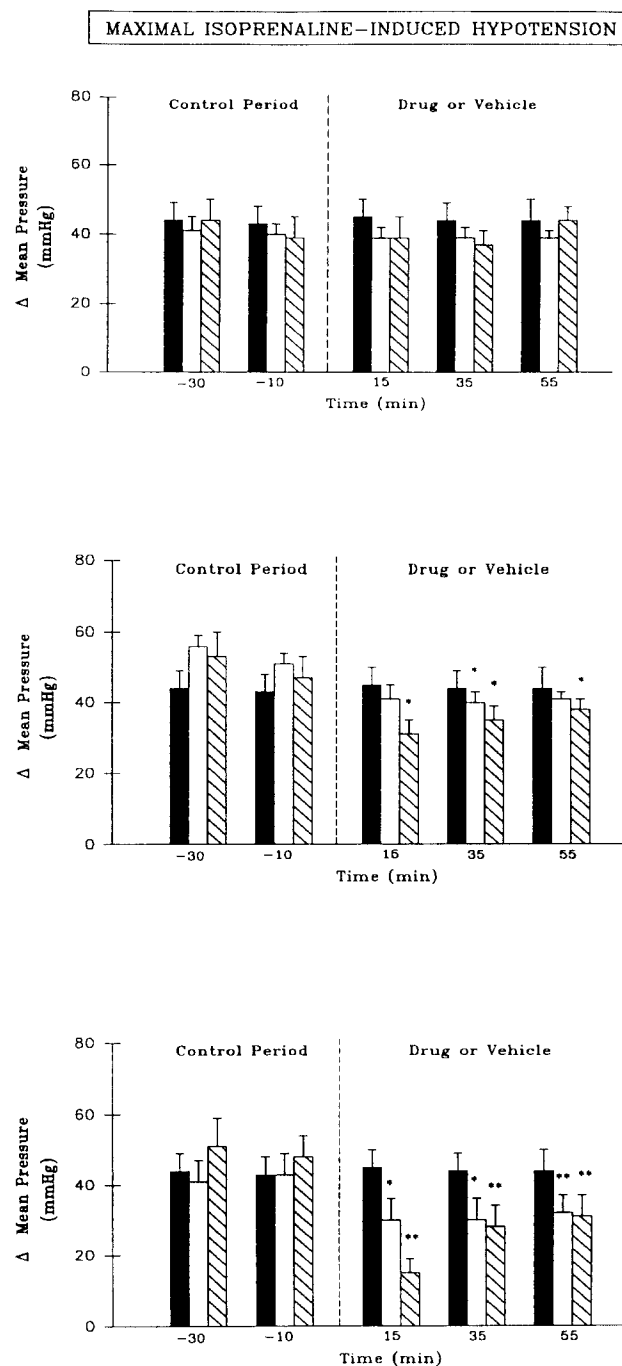 MAXIMAL ISOPRENALINE-INDUCED HYPOTENSION
Control Period Drug or Vehicle
80
60
40
20
0
Δ Mean Pressure
(mmHg)
-30 -10 15 35 55
Time (min)
Control Period Drug or Vehicle
80
60
40
20
0
Δ Mean Pressure
(mmHg)
* * * *
-30 -10 15 35 55
Time (min)
Control Period Drug or Vehicle
80
60
40
20
0
Δ Mean Pressure
(mmHg)
* ** * ** ** **
-30 -10 15 35 55
Time (min)